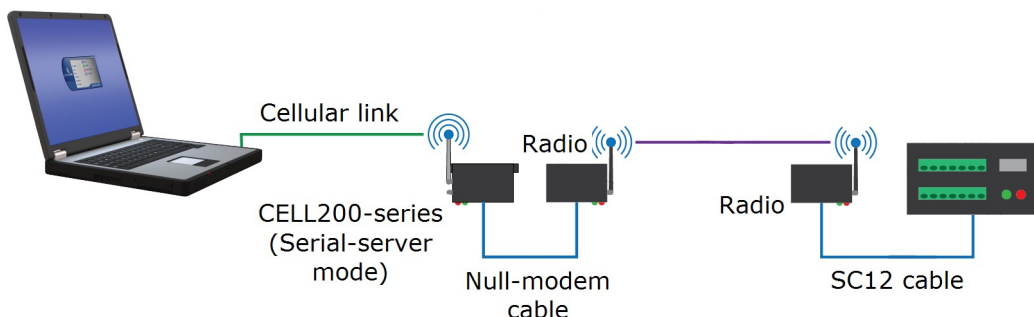 Cellular link
Radio
CELL200-series
(Serial-server
mode)
Null-modem
cable
Radio
SC12 cable